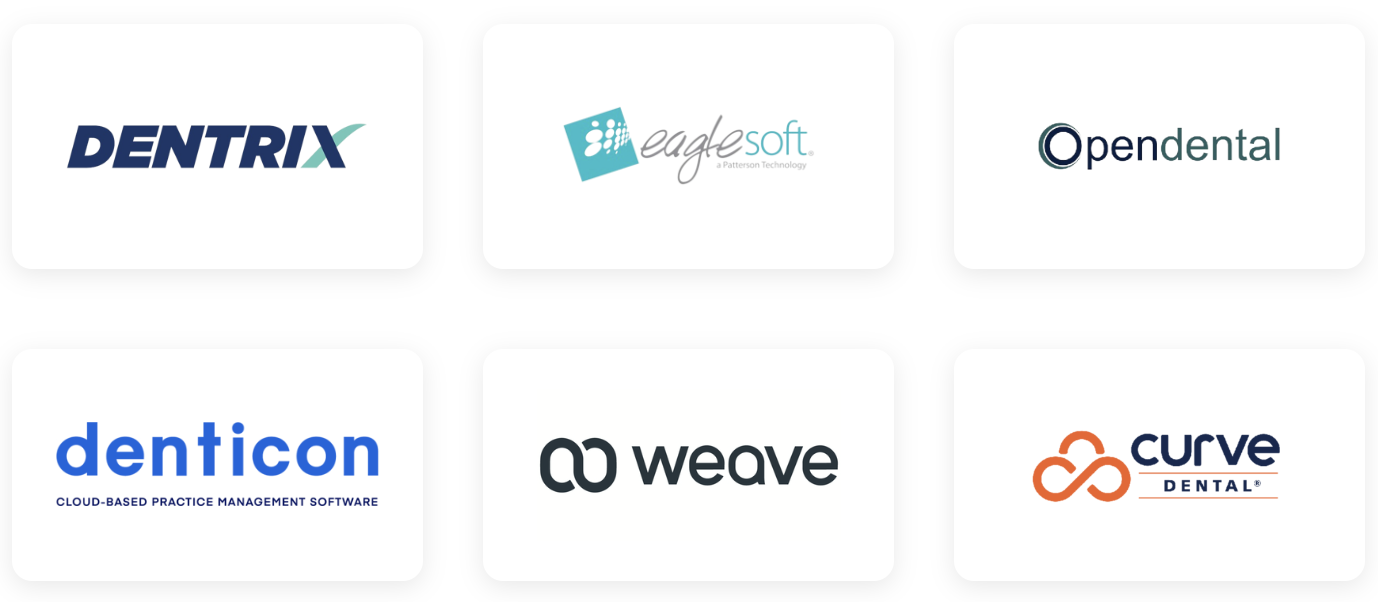 DENTRIX
eaglesoft®
a Patterson Technology
Opendental
denticon
CLOUD-BASED PRACTICE MANAGEMENT SOFTWARE
weave
curve
DENTAL®